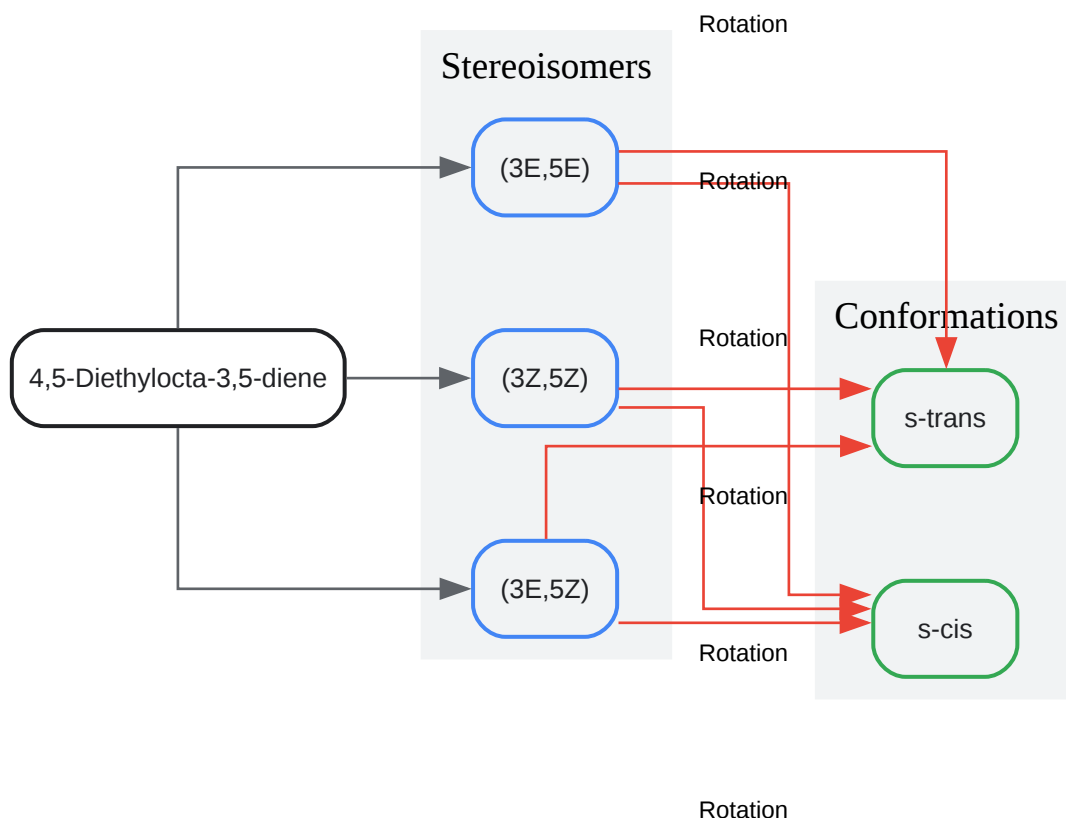 Rotation
Stereoisomers
(3E,5E)
Rotation
Conformations
Rotation
4,5-Diethylocta-3,5-diene
(3Z,5Z)
s-trans
Rotation
(3E,5Z)
s-cis
Rotation
Rotation